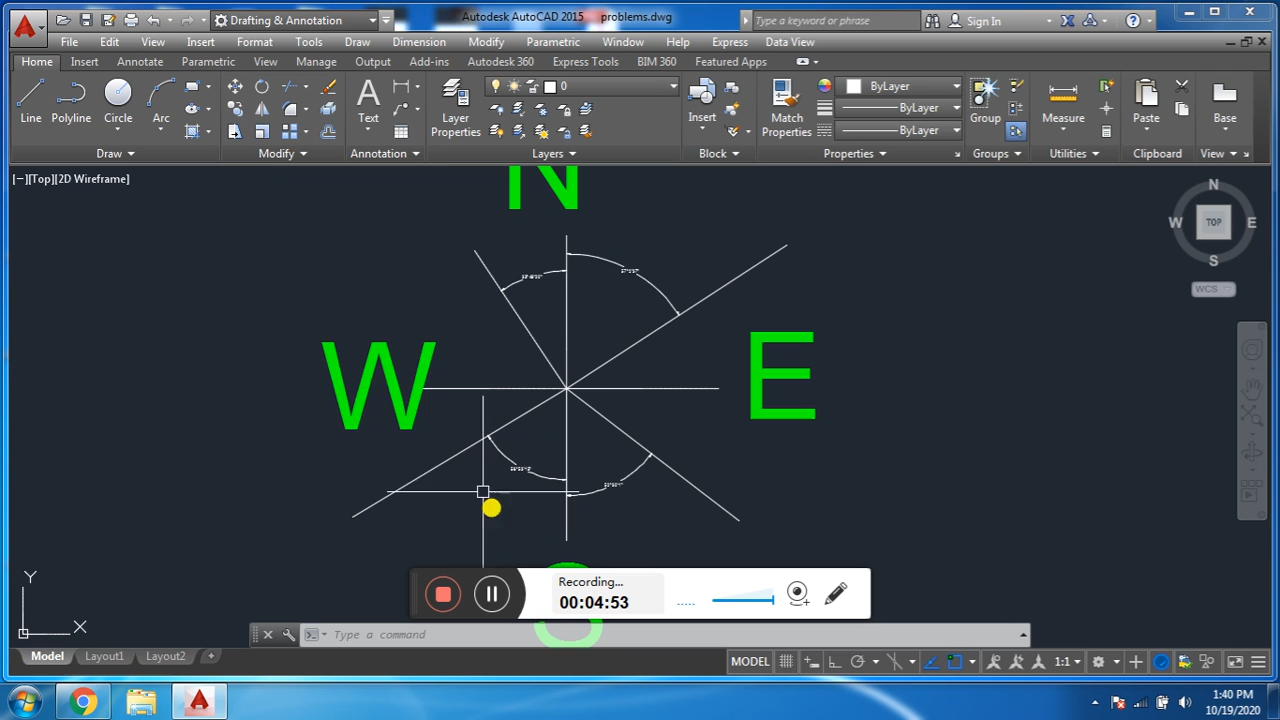 Drafting & Annotation
Autodesk AutoCAD 2015 problems.dwg
Type a keyword or phrase
Sign In
File Edit View Insert Format Tools Draw Dimension Modify Parametric Window Help Express Data View
Home Insert Annotate Parametric View Manage Output Add-ins Autodesk 360 Express Tools BIM 360 Featured Apps
0
ByLayer
ByLayer
ByLayer
Line Polyline Circle Arc Text Layer Properties Insert Match Properties Group Measure Paste Base
Draw Modify Annotation Layers Block Properties Groups Utilities Clipboard View
[−][Top][2D Wireframe]
N
W
E
S
N
W TOP E
S
WCS
Y
X
Recording...
00:04:53
Type a command
Model Layout1 Layout2
MODEL
1:1
1:40 PM
10/19/2020